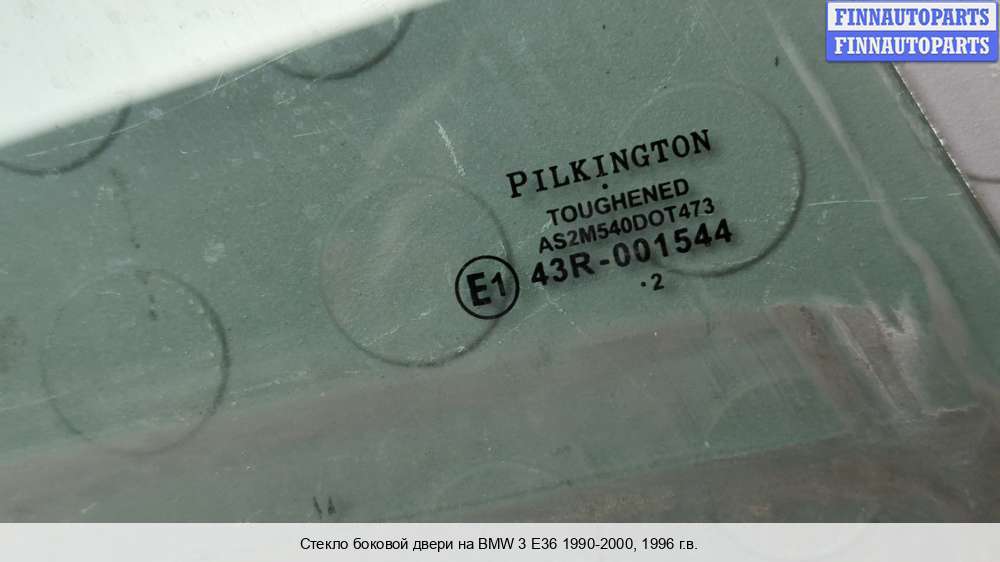 FINNAUTOPARTS
FINNAUTOPARTS
PILKINGTON
TOUGHENED
AS2M540DOT473
E1 43R-001544
.2
Стекло боковой двери на BMW 3 E36 1990-2000, 1996 г.в.